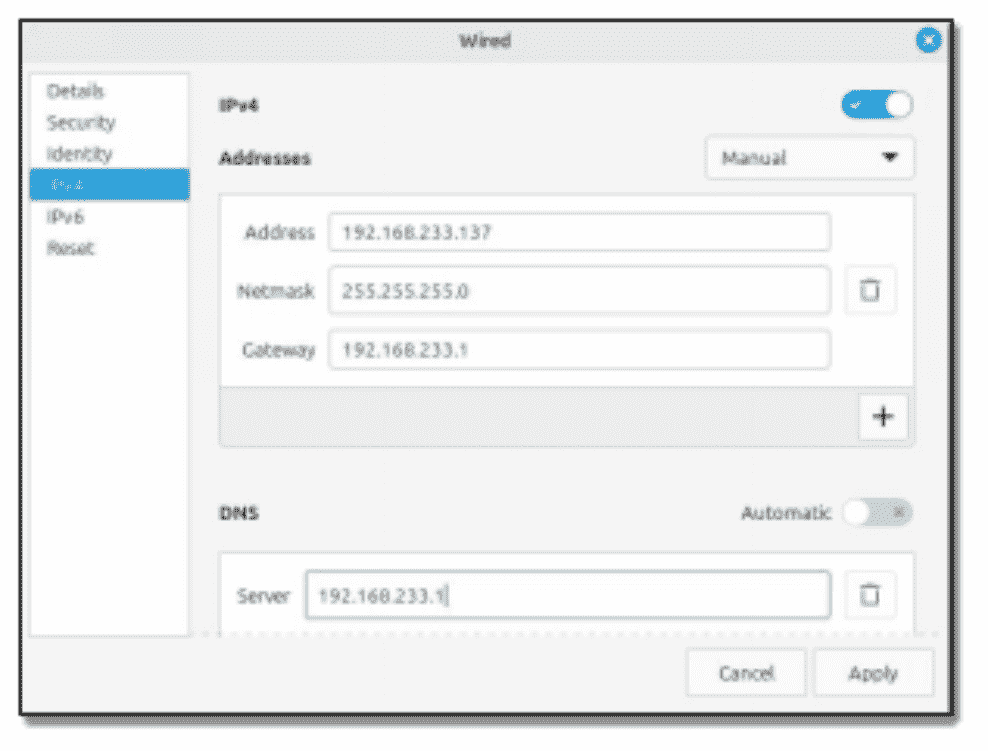 Wired
Details
Security
Identity
IPv4
IPv6
Reset
IPv4
Addresses
Manual
Address 192.168.233.137
Netmask 255.255.255.0
Gateway 192.168.233.1
+
DNS
Automatic
Server 192.168.233.1
Cancel
Apply